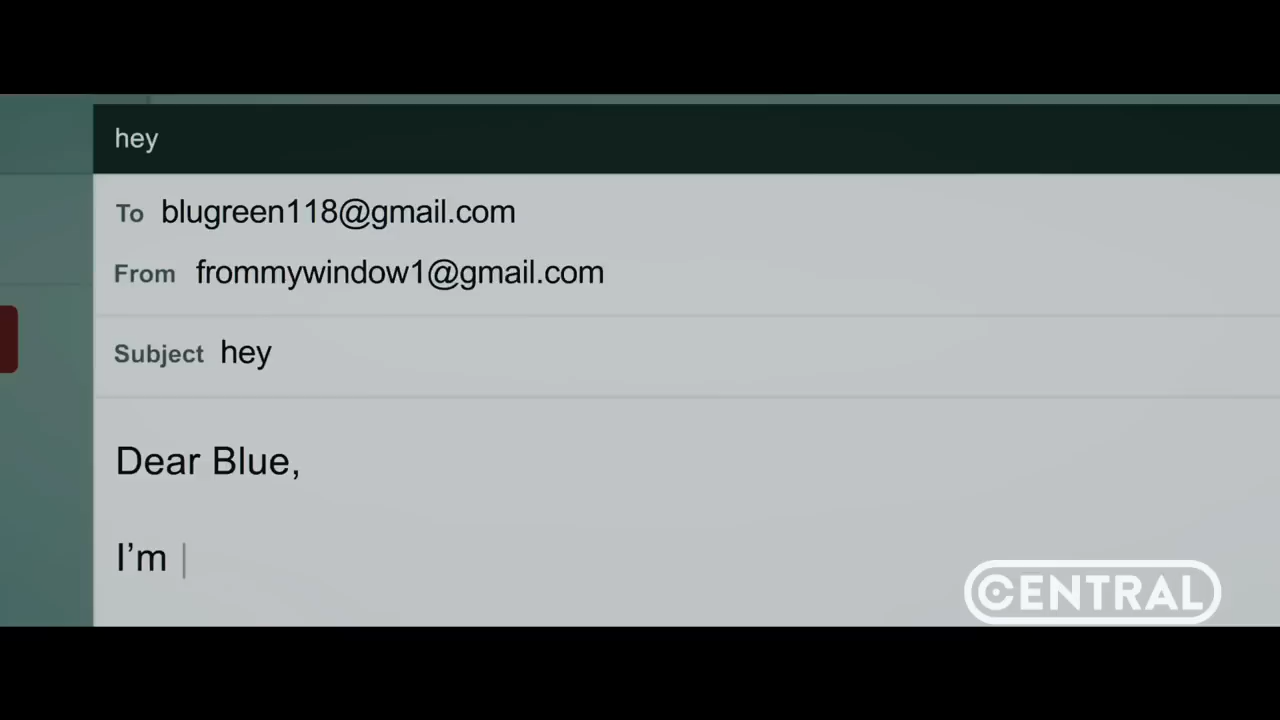 hey
To blugreen118@gmail.com
From frommywindow1@gmail.com
Subject hey
Dear Blue,
I’m
CENTRAL